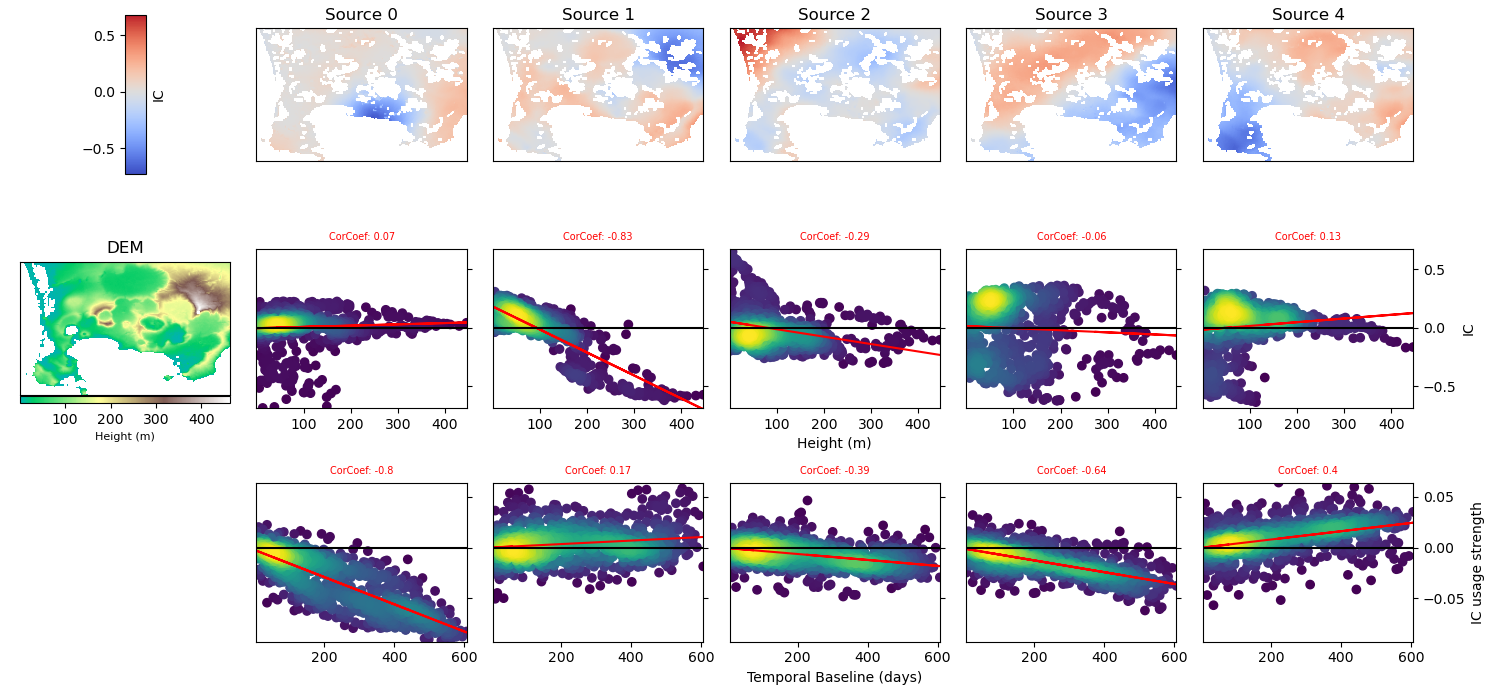 Source 0 Source 1 Source 2 Source 3 Source 4
0.5
0.0
−0.5
IC
DEM
100 200 300 400
Height (m)
CorCoef: 0.07 CorCoef: -0.83 CorCoef: -0.29 CorCoef: -0.06 CorCoef: 0.13
0.5
0.0
−0.5
IC
100 200 300 400 100 200 300 400 100 200 300 400 100 200 300 400 100 200 300 400
Height (m)
CorCoef: -0.8 CorCoef: 0.17 CorCoef: -0.39 CorCoef: -0.64 CorCoef: 0.4
0.05
0.00
−0.05
IC usage strength
200 400 600 200 400 600 200 400 600 200 400 600 200 400 600
Temporal Baseline (days)